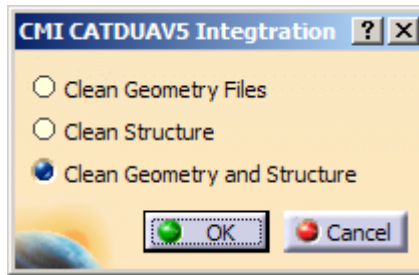 CMI CATDUAV5 Integtration ? X
Clean Geometry Files
Clean Structure
Clean Geometry and Structure
OK Cancel